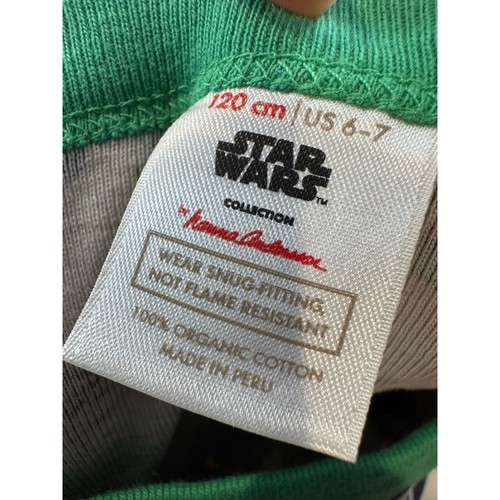 120 cm | US 6-7
STAR
WARS™
COLLECTION
by Hanna Andersson
WEAR SNUG-FITTING,
NOT FLAME RESISTANT
100% ORGANIC COTTON
MADE IN PERU